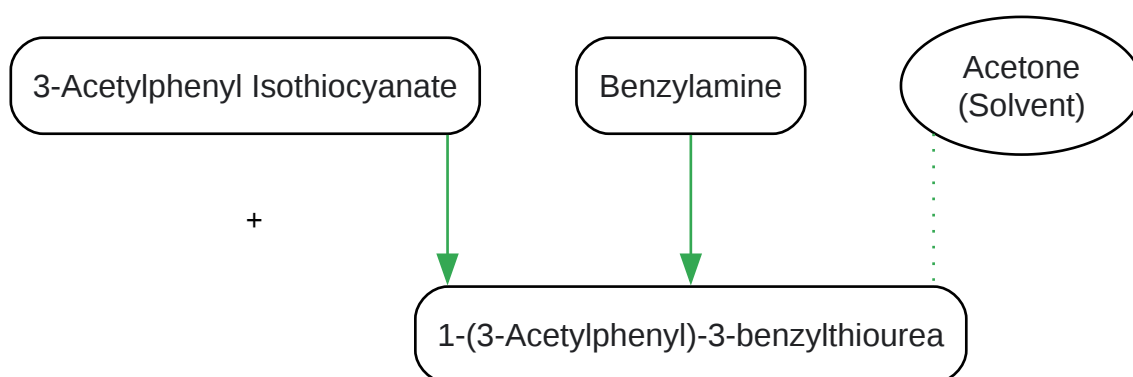 3-Acetylphenyl Isothiocyanate
Benzylamine
Acetone
(Solvent)
+
1-(3-Acetylphenyl)-3-benzylthiourea